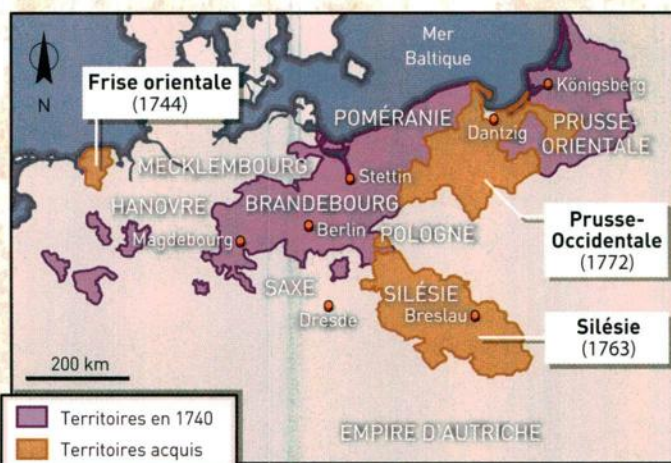 Mer
Baltique
N
Frise orientale
(1744)
Königsberg
POMÉRANIE
Dantzig
PRUSSE-
ORIENTALE
MECKLEMBOURG
Stettin
HANOVRE
BRANDEBOURG
Berlin
Magdebourg
POLOGNE
Prusse-
Occidentale
(1772)
SAXE
SILÉSIE
Dresde
Breslau
Silésie
(1763)
200 km
Territoires en 1740
Territoires acquis
EMPIRE D'AUTRICHE